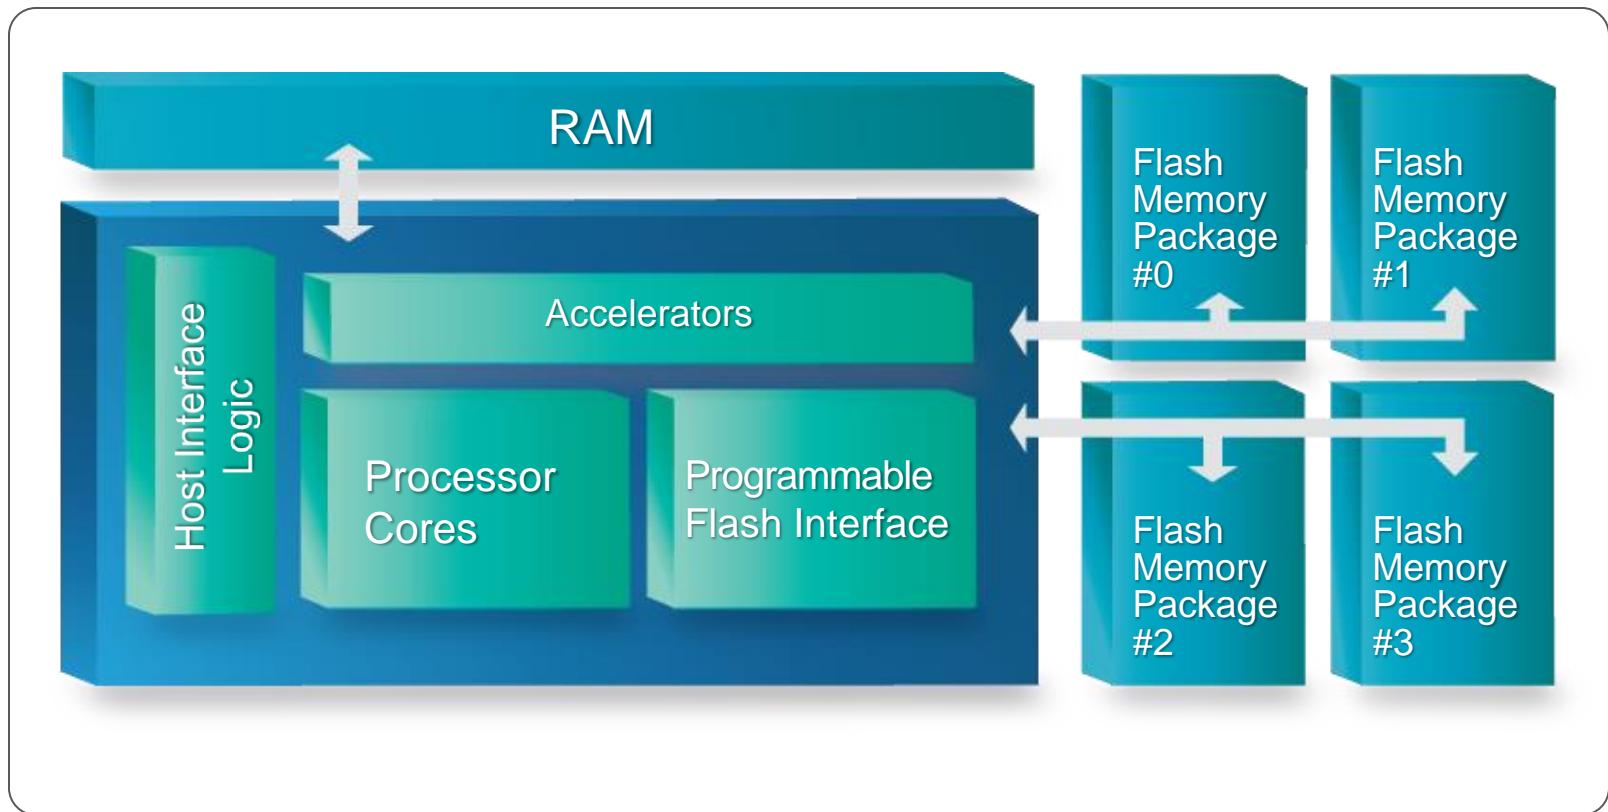 RAM
Flash
Memory
Package
#0
Flash
Memory
Package
#1
Host Interface
Logic
Accelerators
Processor
Cores
Programmable
Flash Interface
Flash
Memory
Package
#2
Flash
Memory
Package
#3